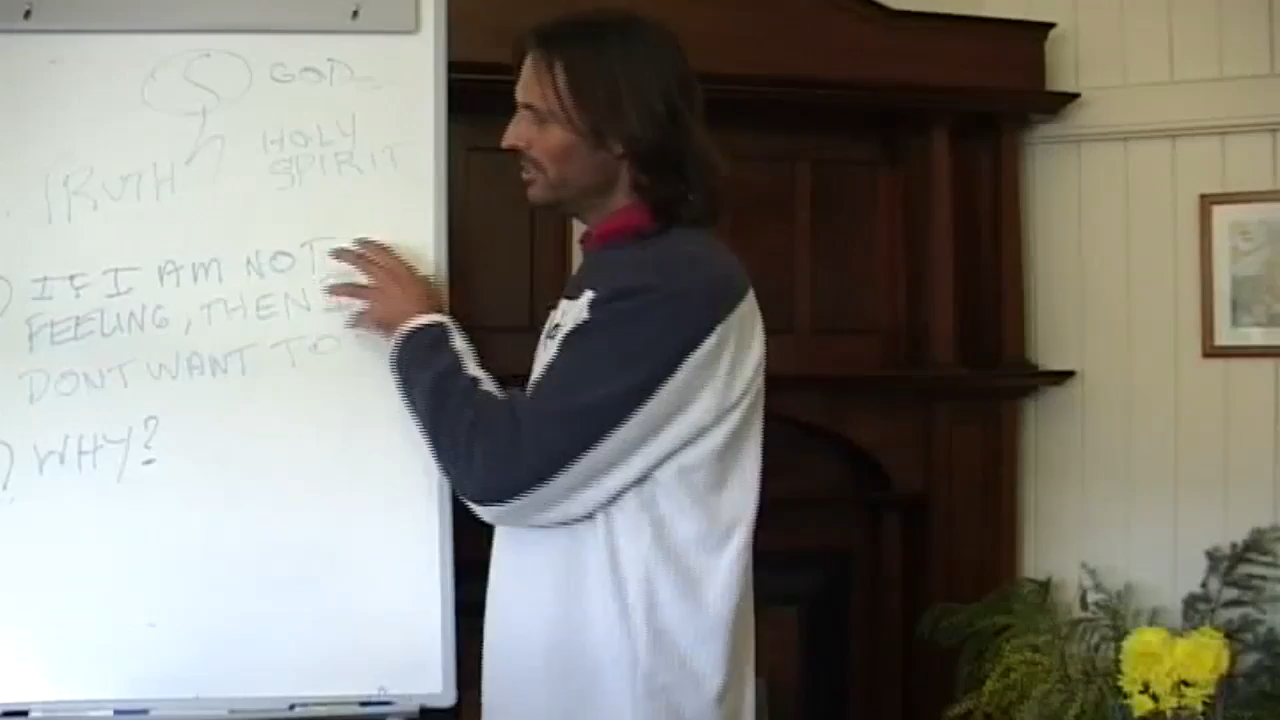 GOD
HOLY
SPIRIT
TRUTH
) IF I AM NOT
FEELING, THEN I
DONT WANT TO
) WHY?